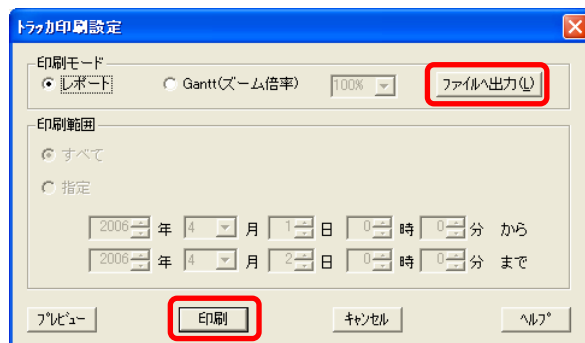 ﾄﾗｯｶ印刷設定
印刷モード
レポート Gantt(ズーム倍率) 100% ファイルへ出力(L)
印刷範囲
すべて
指定
2006 年 4 月 1 日 0 時 0 分 から
2006 年 4 月 2 日 0 時 0 分 まで
ﾌﾟﾚﾋﾞｭｰ 印刷 ｷｬﾝｾﾙ ﾍﾙﾌﾟ